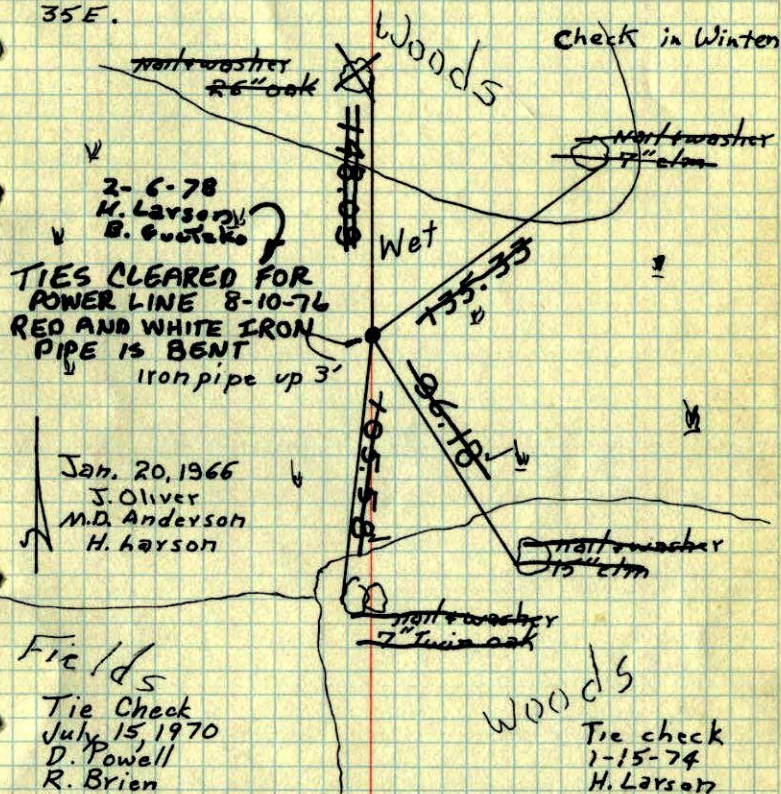 35 E.
Woods
Check in Winter
nail & washer
26" oak
nail & washer
7" elm
148.09
2-6-78
H. Larson
B.
Wet
135.33
TIES CLEARED FOR
POWER LINE 8-10-76
RED AND WHITE IRON
PIPE IS BENT
Iron pipe up 3'
96.18
105.58
Jan. 20, 1966
J. Oliver
M.D. Anderson
H. Larson
nail & washer
15" elm
nail & washer
7" Twin oak
Fields
Woods
Tie Check
July 15, 1970
D. Powell
R. Brien
Tie check
1-15-74
H. Larson